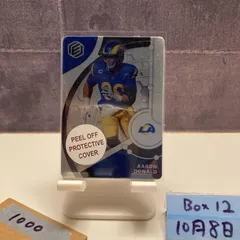 PEEL OFF
PROTECTIVE
COVER
AARON
DONALD
1000
Box 12
10月8日